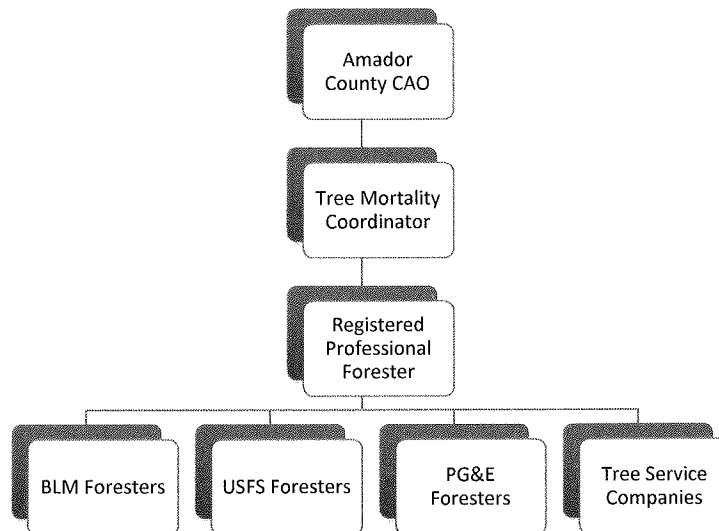 Amador
County CAO
Tree Mortality
Coordinator
Registered
Professional
Forester
BLM Foresters
USFS Foresters
PG&E
Foresters
Tree Service
Companies